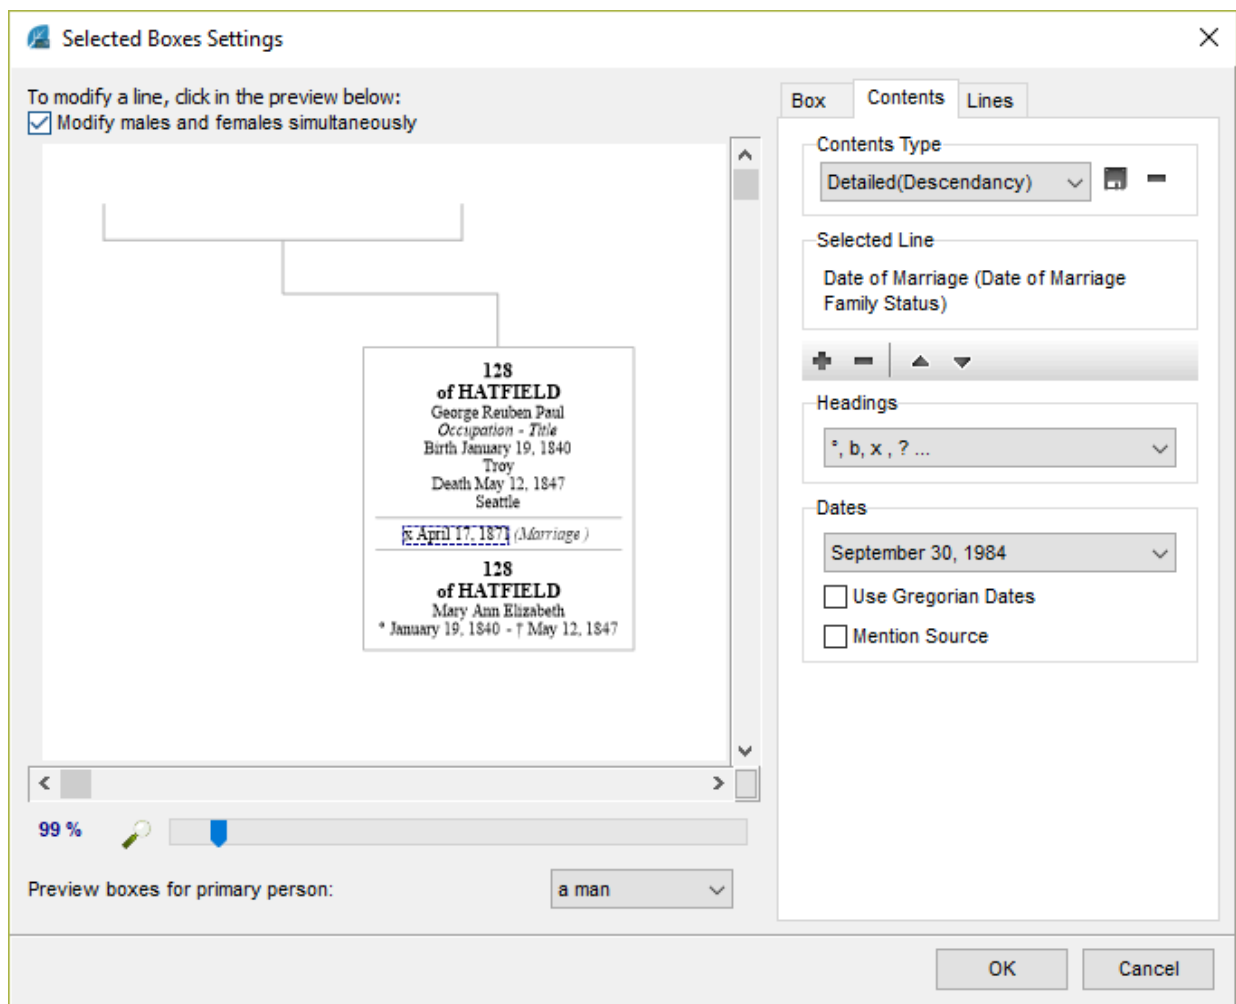 Selected Boxes Settings
To modify a line, click in the preview below:
Modify males and females simultaneously
128
of HATFIELD
George Reuben Paul
Occupation - Title
Birth January 19, 1840
Troy
Death May 12, 1847
Seattle
x April 17, 1871 (Marriage )
128
of HATFIELD
Mary Ann Elizabeth
* January 19, 1840 - † May 12, 1847
99 %
Preview boxes for primary person:
a man
Box
Contents
Lines
Contents Type
Detailed(Descendancy)
Selected Line
Date of Marriage (Date of Marriage
Family Status)
Headings
°, b, x , ? ...
Dates
September 30, 1984
Use Gregorian Dates
Mention Source
OK
Cancel